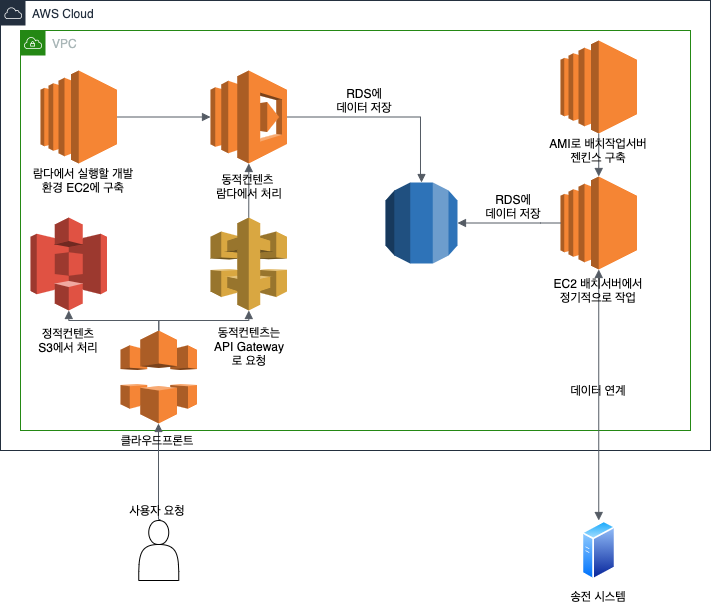 AWS Cloud
VPC
람다에서 실행할 개발
환경 EC2에 구축
동적컨텐츠
람다에서 처리
RDS에
데이터 저장
AMI로 배치작업서버
젠킨스 구축
RDS에
데이터 저장
EC2 배치서버에서
정기적으로 작업
정적컨텐츠
S3에서 처리
동적컨텐츠는
API Gateway
로 요청
데이터 연계
클라우드프론트
사용자 요청
송전 시스템